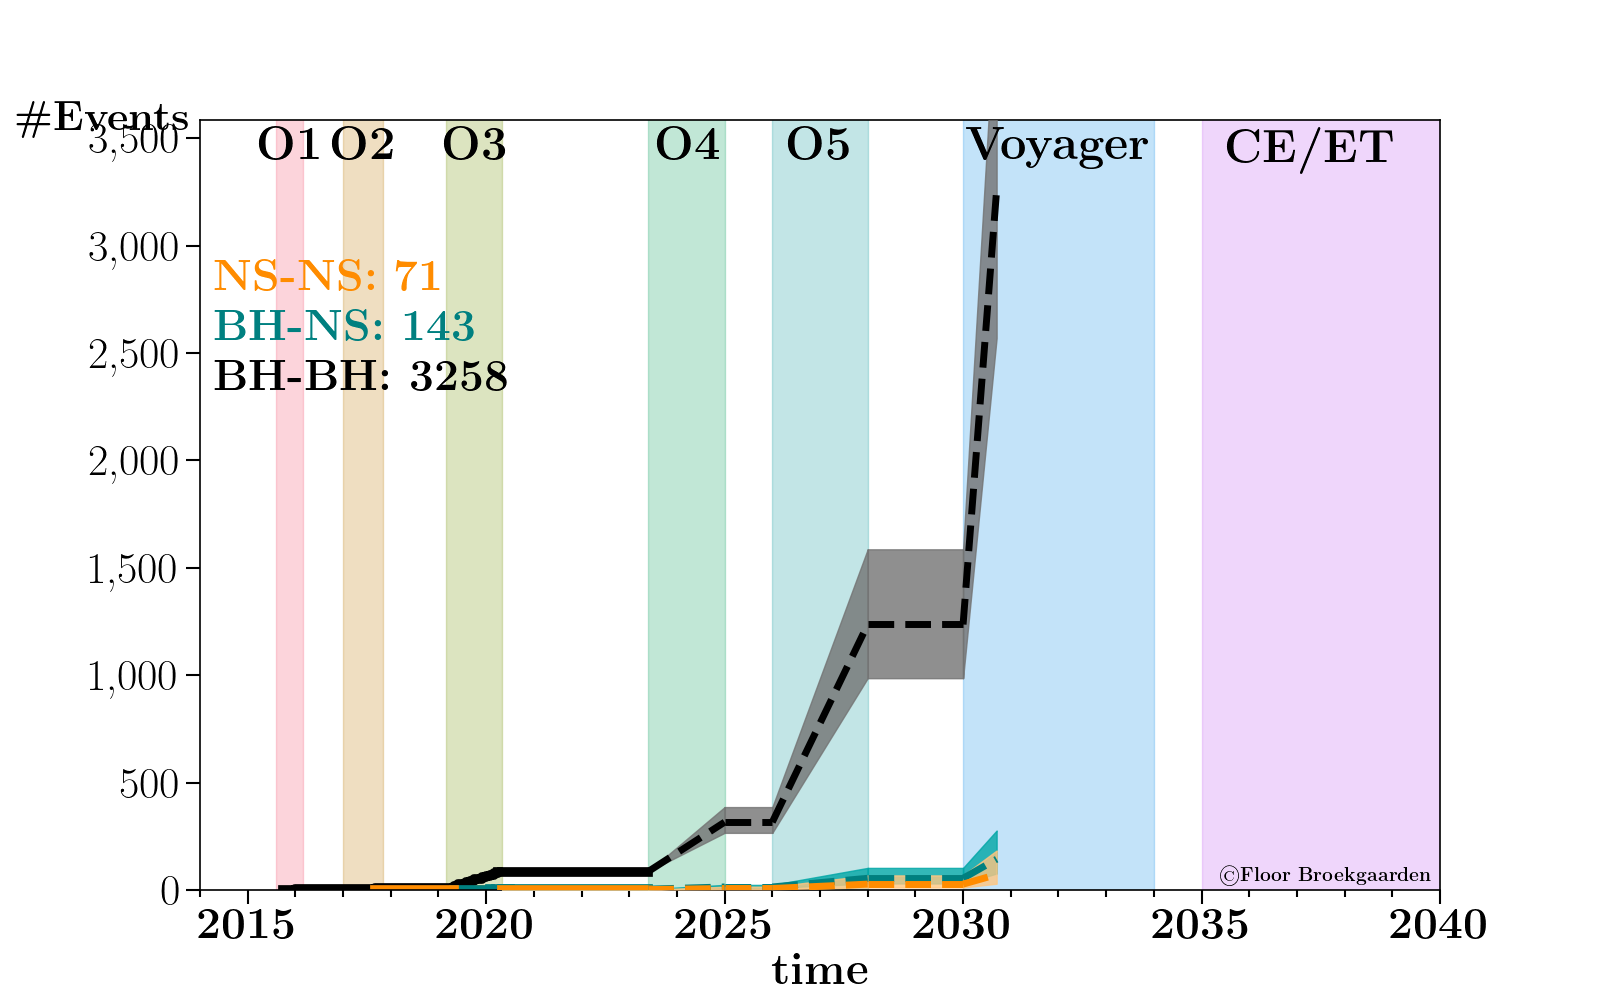 #Events
3,500
O1 O2 O3 O4 O5 Voyager CE/ET
3,000
NS-NS: 71
BH-NS: 143
2,500
BH-BH: 3258
2,000
1,500
1,000
500
©Floor Broekgaarden
0
2015 2020 2025 2030 2035 2040
time